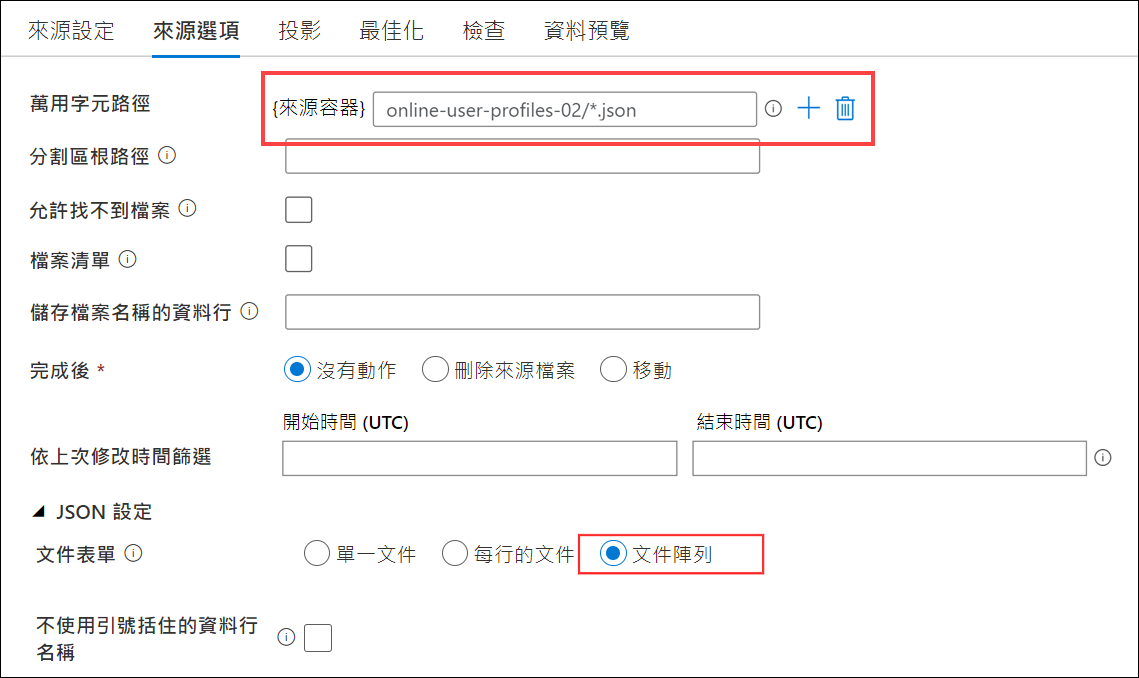 來源設定 來源選項 投影 最佳化 檢查 資料預覽
萬用字元路徑 {來源容器} online-user-profiles-02/*.json
分割區根路徑
允許找不到檔案
檔案清單
儲存檔案名稱的資料行
完成後 * 沒有動作 刪除來源檔案 移動
開始時間 (UTC) 結束時間 (UTC)
依上次修改時間篩選
JSON 設定
文件表單 單一文件 每行的文件 文件陣列
不使用引號括住的資料行
名稱